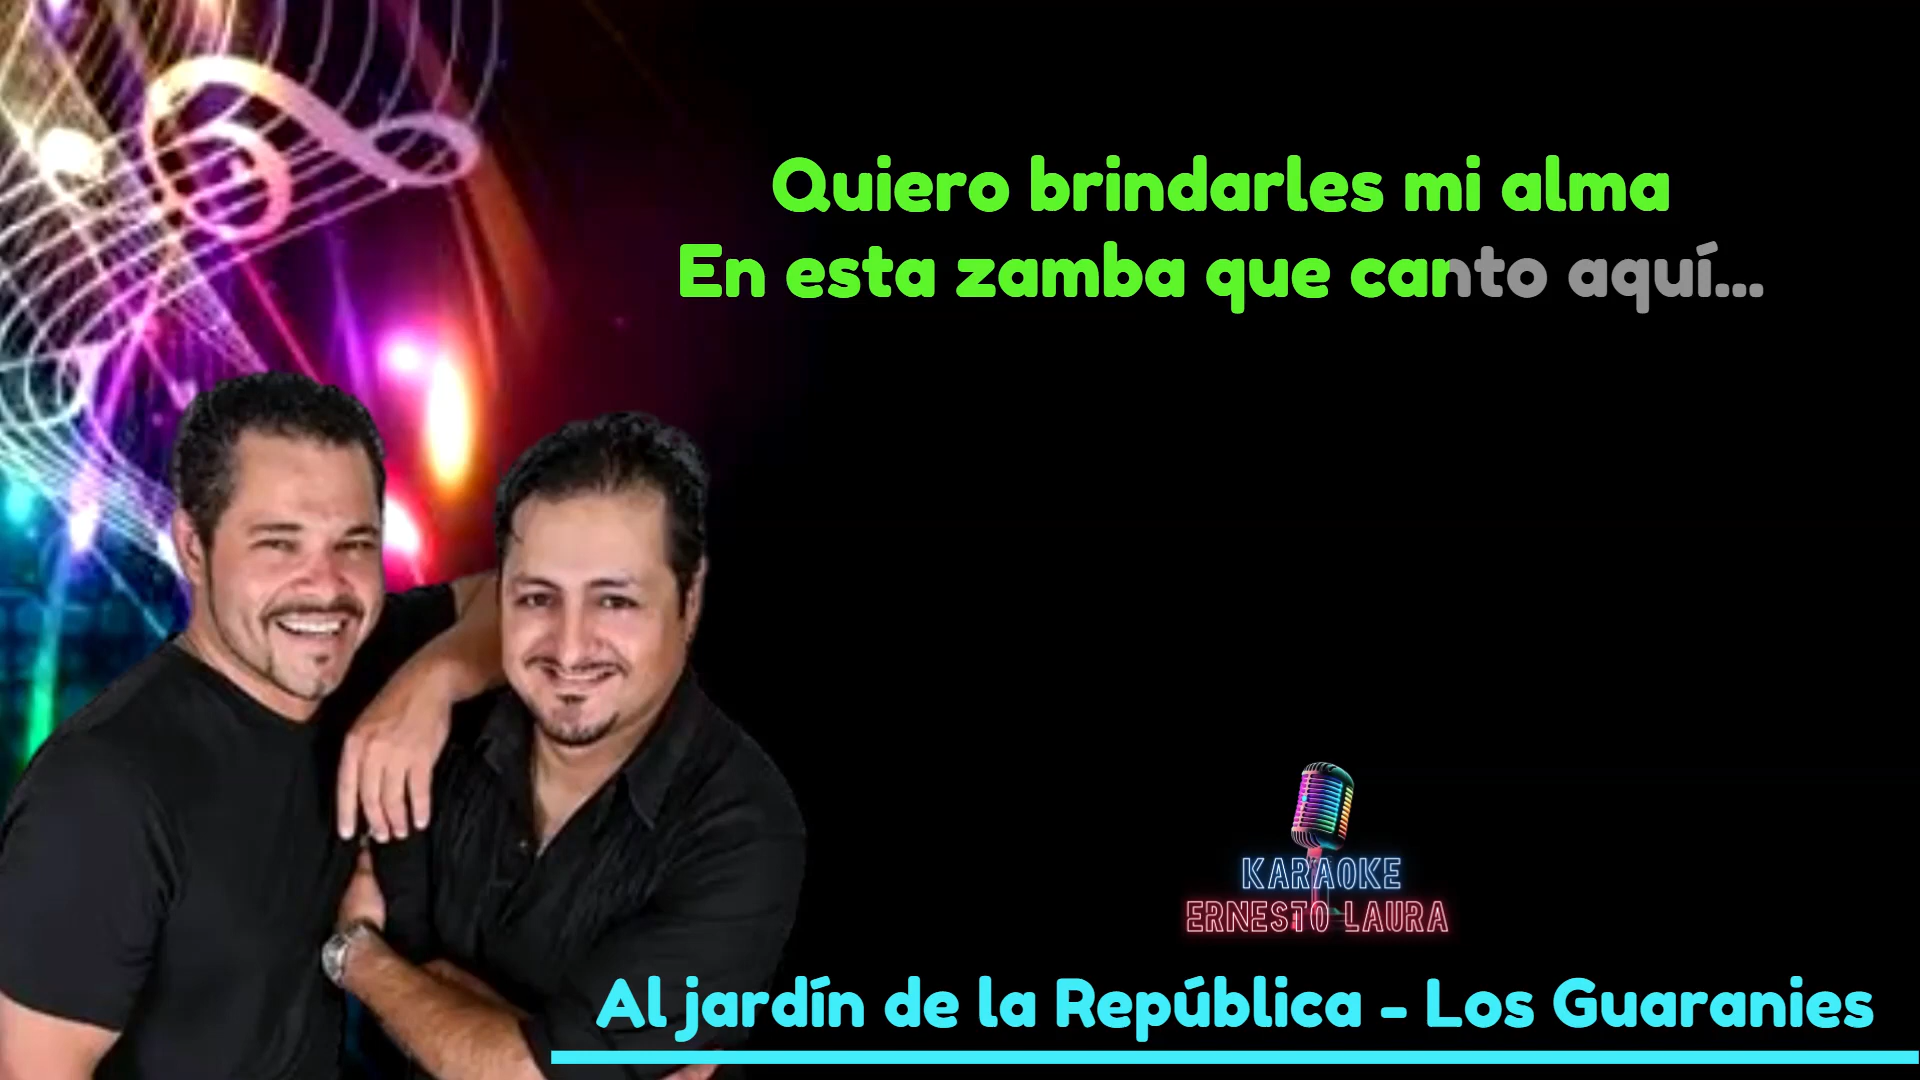 Quiero brindarles mi alma
En esta zamba que canto aquí...
KARAOKE
ERNESTO LAURA
Al jardín de la República - Los Guaranies